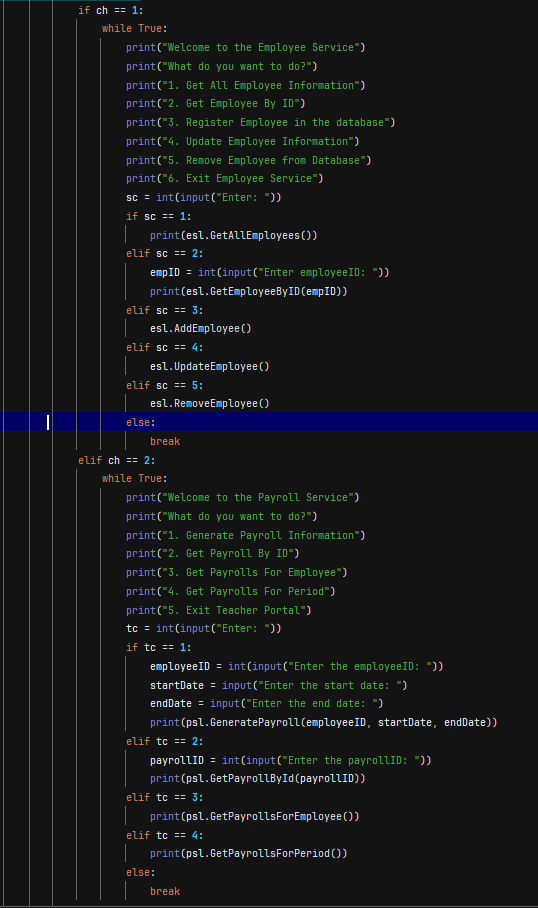 if ch == 1:
while True:
print("Welcome to the Employee Service")
print("What do you want to do?")
print("1. Get All Employee Information")
print("2. Get Employee By ID")
print("3. Register Employee in the database")
print("4. Update Employee Information")
print("5. Remove Employee from Database")
print("6. Exit Employee Service")
sc = int(input("Enter: "))
if sc == 1:
print(esl.GetAllEmployees())
elif sc == 2:
empID = int(input("Enter employeeID: "))
print(esl.GetEmployeeByID(empID))
elif sc == 3:
esl.AddEmployee()
elif sc == 4:
esl.UpdateEmployee()
elif sc == 5:
esl.RemoveEmployee()
else:
break
elif ch == 2:
while True:
print("Welcome to the Payroll Service")
print("What do you want to do?")
print("1. Generate Payroll Information")
print("2. Get Payroll By ID")
print("3. Get Payrolls For Employee")
print("4. Get Payrolls For Period")
print("5. Exit Teacher Portal")
tc = int(input("Enter: "))
if tc == 1:
employeeID = int(input("Enter the employeeID: "))
startDate = input("Enter the start date: ")
endDate = input("Enter the end date: ")
print(psl.GeneratePayroll(employeeID, startDate, endDate))
elif tc == 2:
payrollID = int(input("Enter the payrollID: "))
print(psl.GetPayrollById(payrollID))
elif tc == 3:
print(psl.GetPayrollsForEmployee())
elif tc == 4:
print(psl.GetPayrollsForPeriod())
else:
break